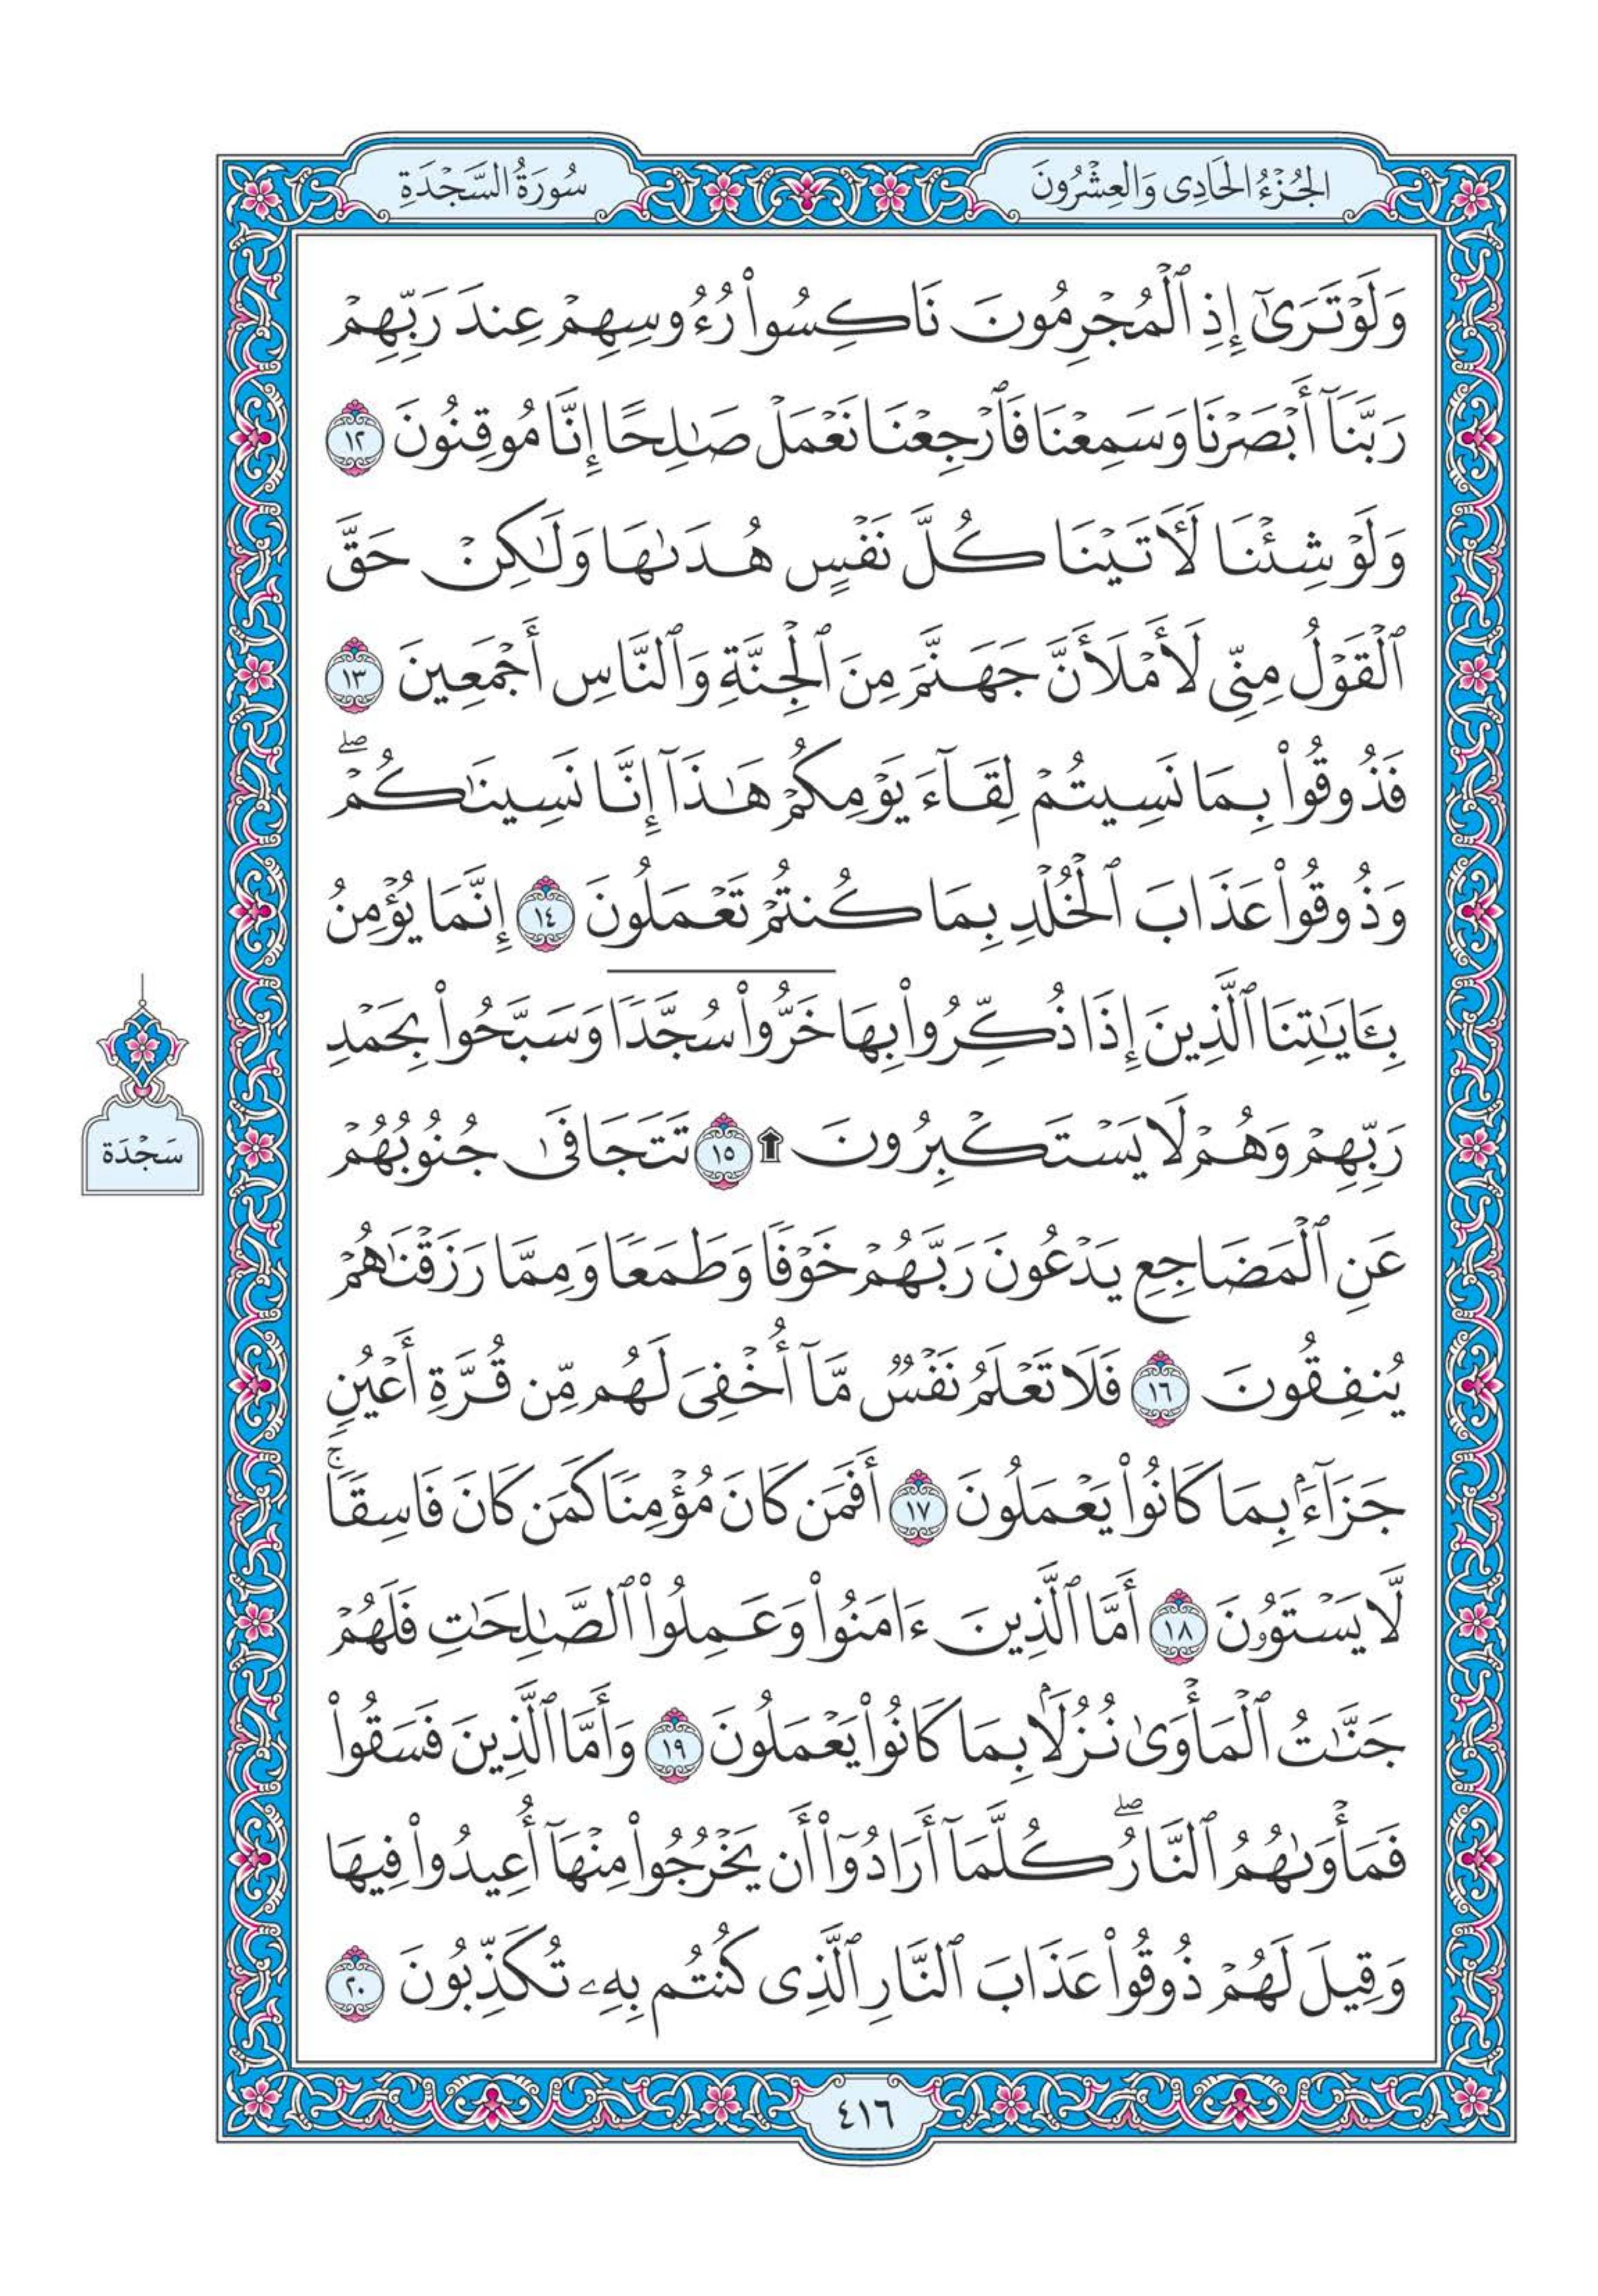 الجُزْءُ الحَادِى وَالعِشْرُونَ
سُورَةُ السَّجْدَةِ
وَلَوْ تَرَىٰٓ إِذِ ٱلْمُجْرِمُونَ نَاكِسُوا۟ رُءُوسِهِمْ عِندَ رَبِّهِمْ
رَبَّنَآ أَبْصَرْنَا وَسَمِعْنَا فَٱرْجِعْنَا نَعْمَلْ صَـٰلِحًا إِنَّا مُوقِنُونَ ١٢
وَلَوْ شِئْنَا لَـَٔاتَيْنَا كُلَّ نَفْسٍ هُدَىٰهَا وَلَـٰكِنْ حَقَّ
ٱلْقَوْلُ مِنِّى لَأَمْلَأَنَّ جَهَنَّمَ مِنَ ٱلْجِنَّةِ وَٱلنَّاسِ أَجْمَعِينَ ١٣
فَذُوقُوا۟ بِمَا نَسِيتُمْ لِقَآءَ يَوْمِكُمْ هَـٰذَآ إِنَّا نَسِينَـٰكُمْ ۖ
وَذُوقُوا۟ عَذَابَ ٱلْخُلْدِ بِمَا كُنتُمْ تَعْمَلُونَ ١٤ إِنَّمَا يُؤْمِنُ
بِـَٔايَـٰتِنَا ٱلَّذِينَ إِذَا ذُكِّرُوا۟ بِهَا خَرُّوا۟ سُجَّدًا وَسَبَّحُوا۟ بِحَمْدِ
رَبِّهِمْ وَهُمْ لَا يَسْتَكْبِرُونَ ۩ ١٥ تَتَجَافَىٰ جُنُوبُهُمْ
سَجْدَة
عَنِ ٱلْمَضَاجِعِ يَدْعُونَ رَبَّهُمْ خَوْفًا وَطَمَعًا وَمِمَّا رَزَقْنَـٰهُمْ
يُنفِقُونَ ١٦ فَلَا تَعْلَمُ نَفْسٌ مَّآ أُخْفِىَ لَهُم مِّن قُرَّةِ أَعْيُنٍ
جَزَآءًۢ بِمَا كَانُوا۟ يَعْمَلُونَ ١٧ أَفَمَن كَانَ مُؤْمِنًا كَمَن كَانَ فَاسِقًا ۚ
لَّا يَسْتَوُۥنَ ١٨ أَمَّا ٱلَّذِينَ ءَامَنُوا۟ وَعَمِلُوا۟ ٱلصَّـٰلِحَـٰتِ فَلَهُمْ
جَنَّـٰتُ ٱلْمَأْوَىٰ نُزُلًۢا بِمَا كَانُوا۟ يَعْمَلُونَ ١٩ وَأَمَّا ٱلَّذِينَ فَسَقُوا۟
فَمَأْوَىٰهُمُ ٱلنَّارُ ۖ كُلَّمَآ أَرَادُوٓا۟ أَن يَخْرُجُوا۟ مِنْهَآ أُعِيدُوا۟ فِيهَا
وَقِيلَ لَهُمْ ذُوقُوا۟ عَذَابَ ٱلنَّارِ ٱلَّذِى كُنتُم بِهِۦ تُكَذِّبُونَ ٢٠
٤١٦